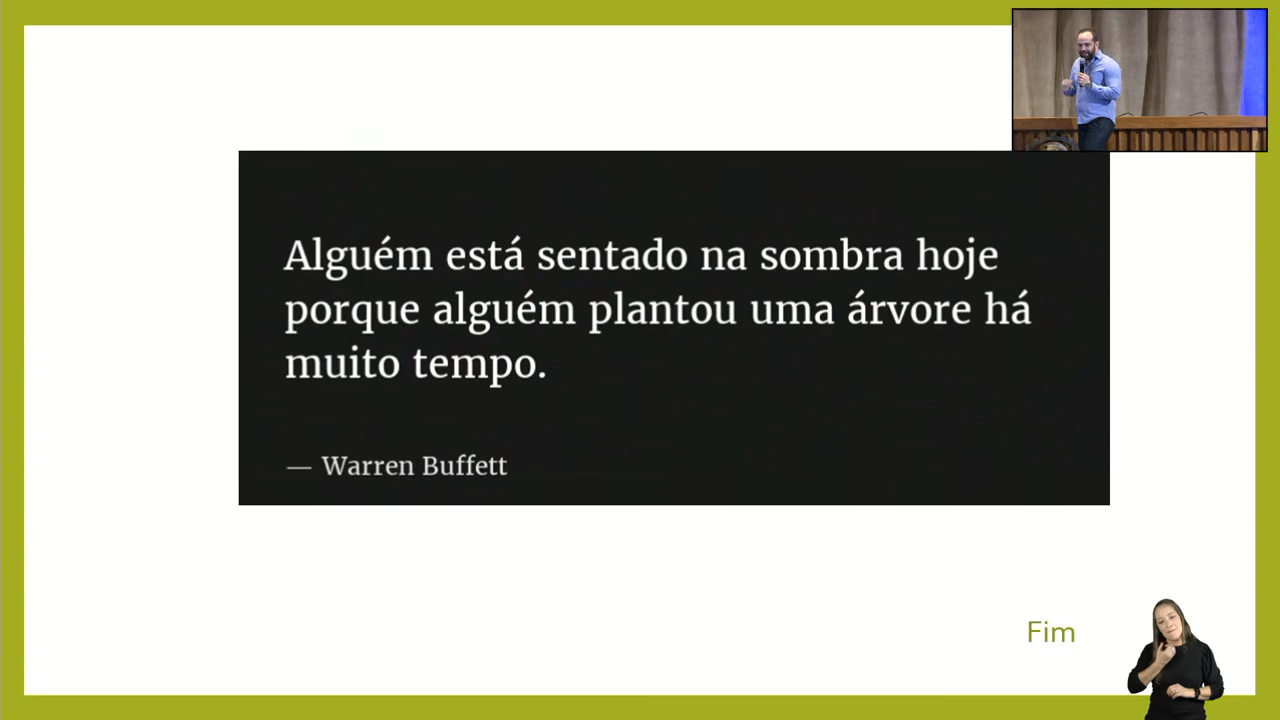 Alguém está sentado na sombra hoje
porque alguém plantou uma árvore há
muito tempo.
— Warren Buffett
Fim